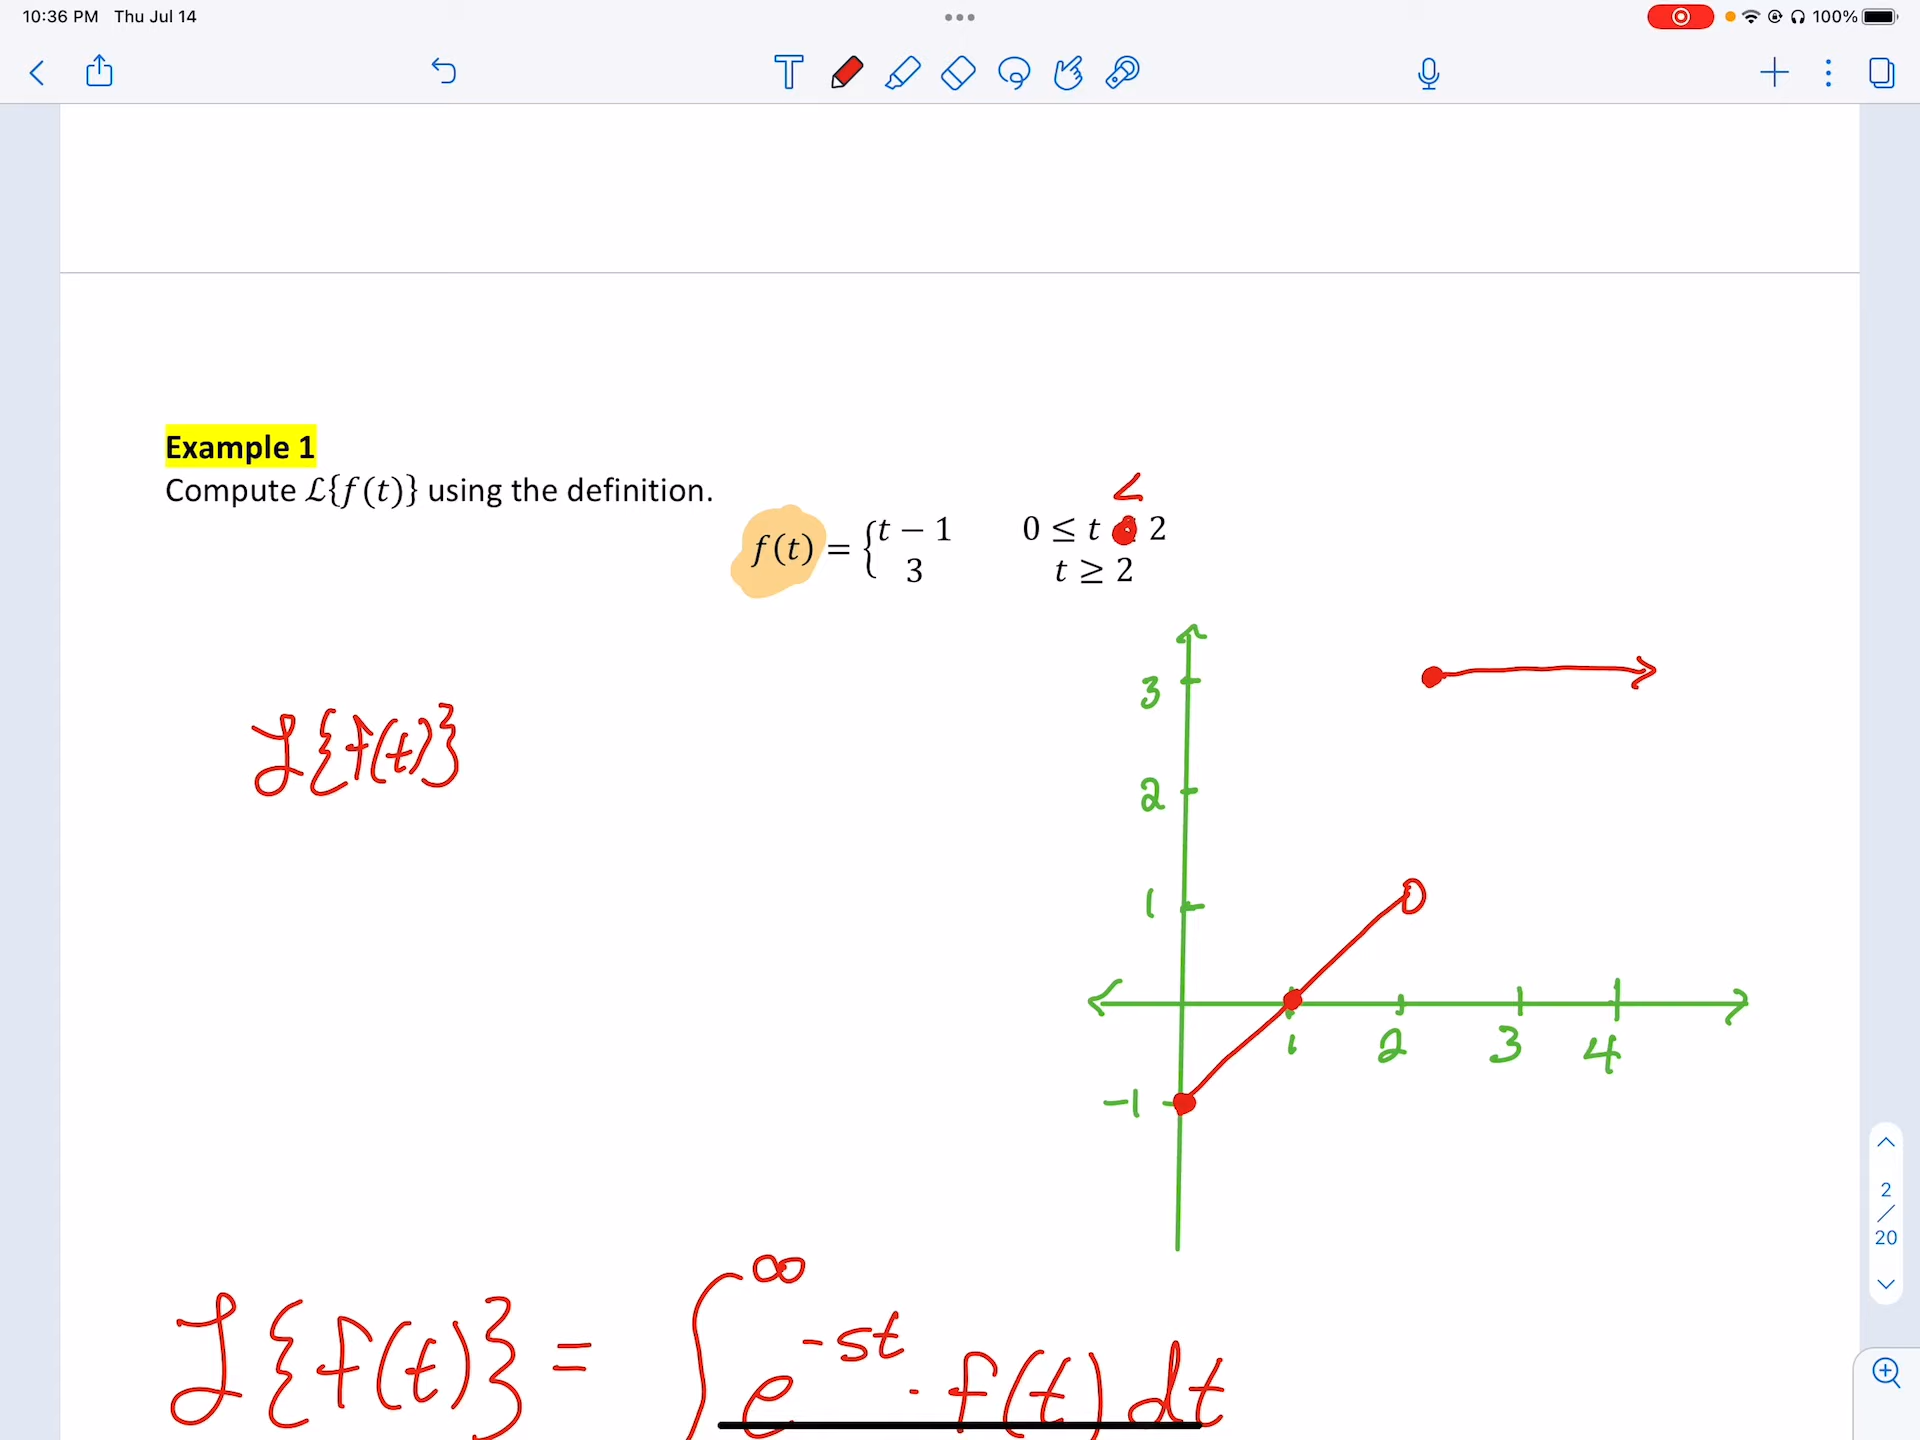 10:36 PM Thu Jul 14
100%
T
Example 1
Compute ℒ{f(t)} using the definition.
<
f(t) = { t − 1 0 ≤ t 2
3 t ≥ 2
3
ℒ{f(t)}
2
1
1 2 3 4
-1
2
/
20
ℒ{f(t)} = ∫ ∞ e^-st · f(t) dt